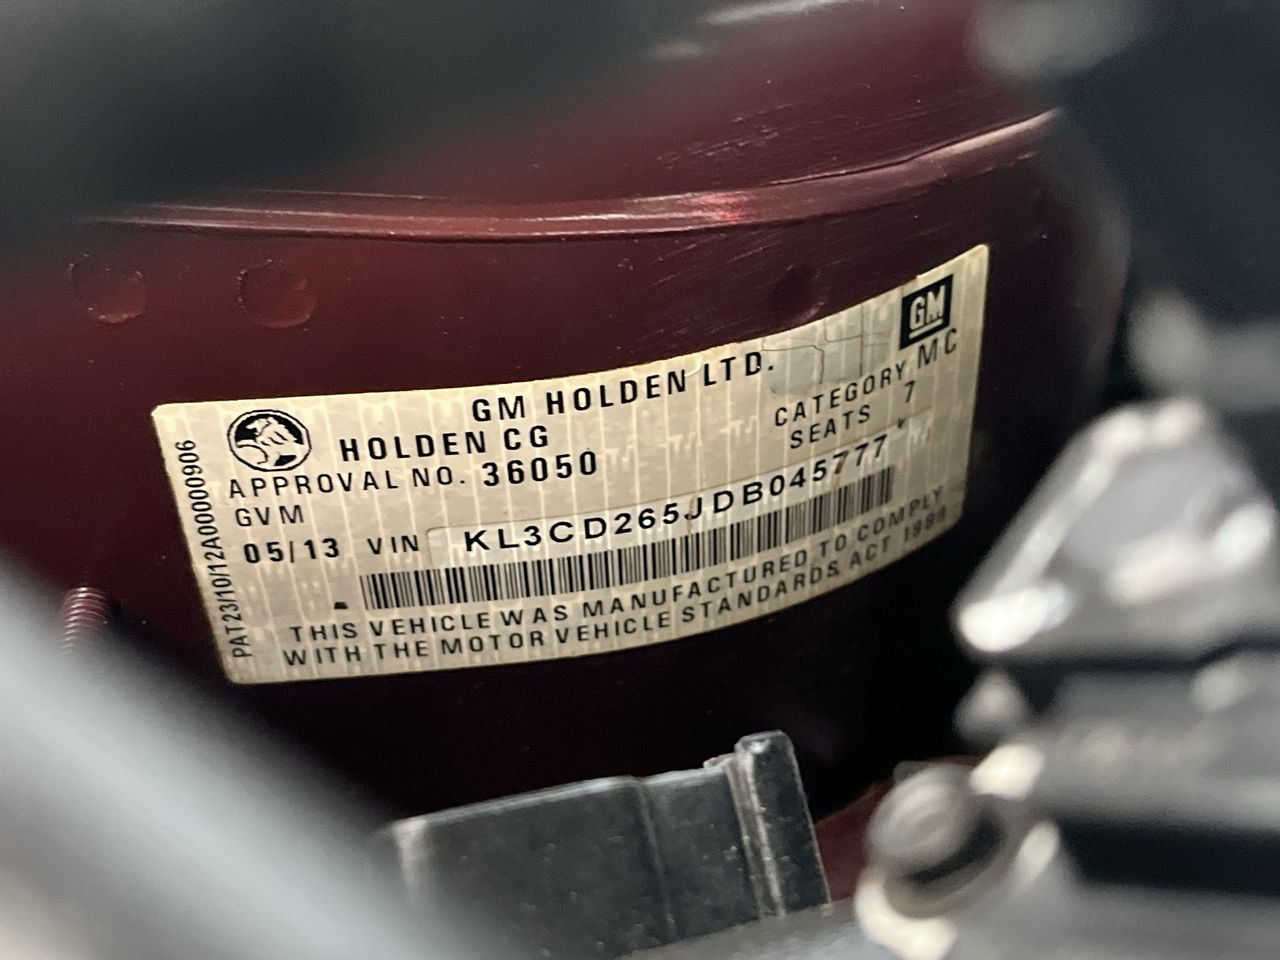 GM
GM HOLDEN LTD.
HOLDEN CG
CATEGORY MC
APPROVAL NO. 36050
SEATS 7
GVM
05/13 VIN KL3CD265JDB045777
THIS VEHICLE WAS MANUFACTURED TO COMPLY
WITH THE MOTOR VEHICLE STANDARDS ACT 1989
PAT23/10/12A00000906